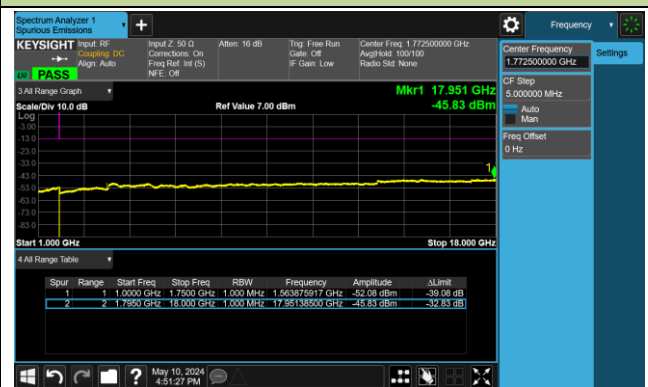 Spectrum Analyzer 1
Spurious Emissions
Frequency
KEYSIGHT Input: RF Input Z: 50 Ω Atten: 16 dB Trig: Free Run Center Freq: 1.772500000 GHz
Coupling: DC Corrections: On Gate: Off Avg|Hold: 100/100
Align: Auto Freq Ref: Int (S) IF Gain: Low Radio Std: None
NFE: Off
PASS
Center Frequency
1.772500000 GHz
Settings
CF Step
5.000000 MHz
Auto
Man
Freq Offset
0 Hz
3 All Range Graph
Mkr1 17.951 GHz
Scale/Div 10.0 dB Ref Value 7.00 dBm -45.83 dBm
Log
-3.00
-13.0
-23.0
-33.0
-43.0
-53.0
-63.0
-73.0
-83.0
1
Start 1.000 GHz Stop 18.000 GHz
4 All Range Table
Spur Range Start Freq Stop Freq RBW Frequency Amplitude ΔLimit
1 1 1.0000 GHz 1.7500 GHz 1.000 MHz 1.563875917 GHz -52.08 dBm -39.08 dB
2 2 1.7950 GHz 18.000 GHz 1.000 MHz 17.95138500 GHz -45.83 dBm -32.83 dB
?
May 10, 2024
4:51:27 PM